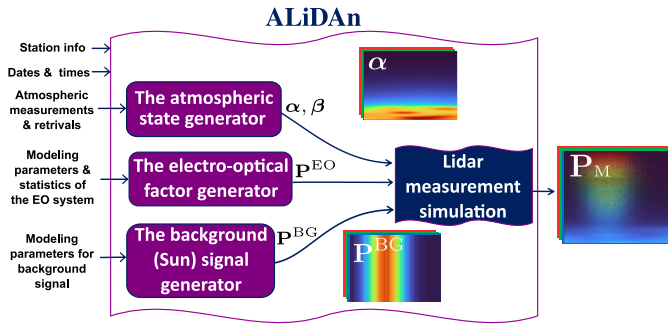 ALiDAn
Station info
Dates & times
Atmospheric
measurements
& retrivals
Modeling
parameters &
statistics of
the EO system
Modeling
parameters for
background
signal
The atmospheric
state generator
α, β
The electro-optical
factor generator
P^EO
The background
(Sun) signal
generator
P^BG
α
Lidar
measurement
simulation
P^BG
P_M